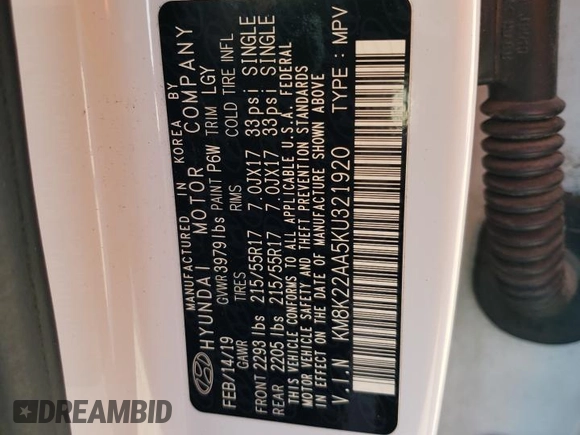 MANUFACTURED IN KOREA BY
HYUNDAI MOTOR COMPANY
FEB/14/19 GVWR 3979 lbs PAINT P6W TRIM LGY
GAWR TIRES RIMS COLD TIRE INFL
FRONT 2293 lbs 215/55R17 7.0JX17 33 psi SINGLE
REAR 2205 lbs 215/55R17 7.0JX17 33 psi SINGLE
THIS VEHICLE CONFORMS TO ALL APPLICABLE U.S.A. FEDERAL
MOTOR VEHICLE SAFETY AND THEFT PREVENTION STANDARDS
IN EFFECT ON THE DATE OF MANUFACTURE SHOWN ABOVE
V.I.N KM8K22AA5KU321920 TYPE : MPV
DREAMBID